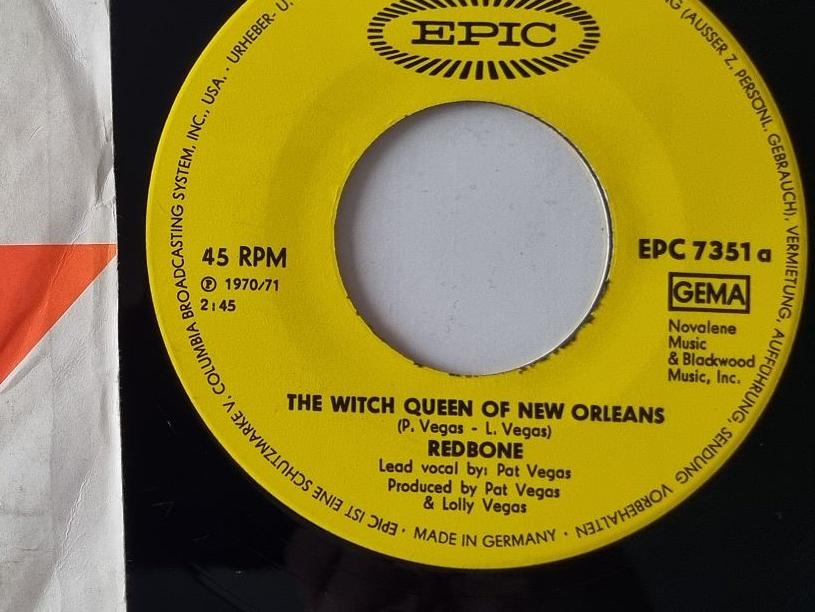 EPIC
45 RPM
Ⓟ 1970/71
2:45
EPC 7351 a
GEMA
Novalene
Music
& Blackwood
Music, Inc.
THE WITCH QUEEN OF NEW ORLEANS
(P. Vegas - L. Vegas)
REDBONE
Lead vocal by: Pat Vegas
Produced by Pat Vegas
& Lolly Vegas
(AUSSER Z. PERSÖNL. GEBRAUCH), VERMIETUNG, AUFFÜHRUNG, SENDUNG VORBEHALTEN · MADE IN GERMANY · EPIC IST EINE SCHUTZMARKE V. COLUMBIA BROADCASTING SYSTEM, INC., USA. · URHEBER- U.